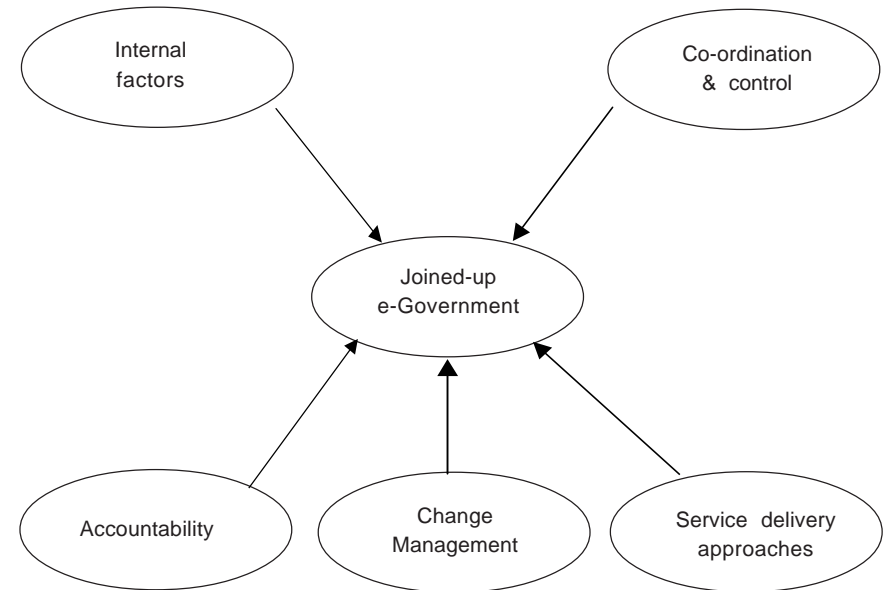 Internal
factors
Co-ordination
& control
Joined-up
e-Government
Accountability
Change
Management
Service delivery
approaches